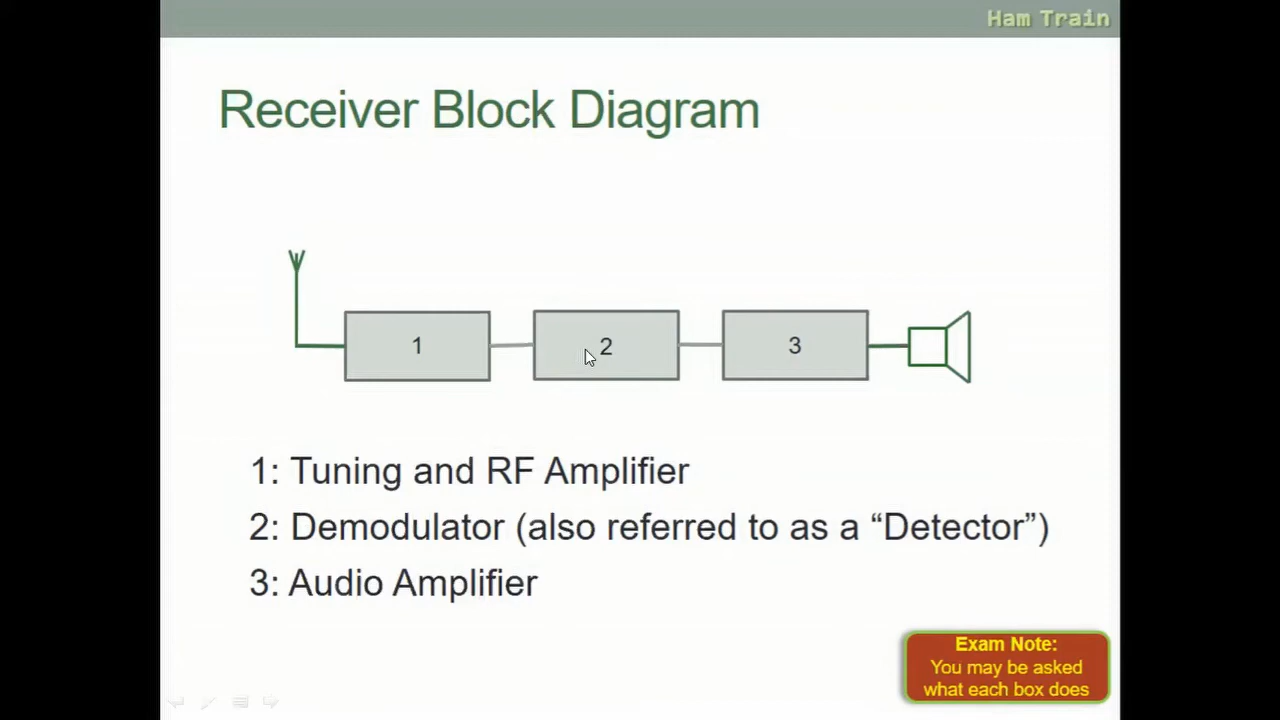 Ham Train
Receiver Block Diagram
1
2
3
1: Tuning and RF Amplifier
2: Demodulator (also referred to as a “Detector”)
3: Audio Amplifier
Exam Note:
You may be asked
what each box does